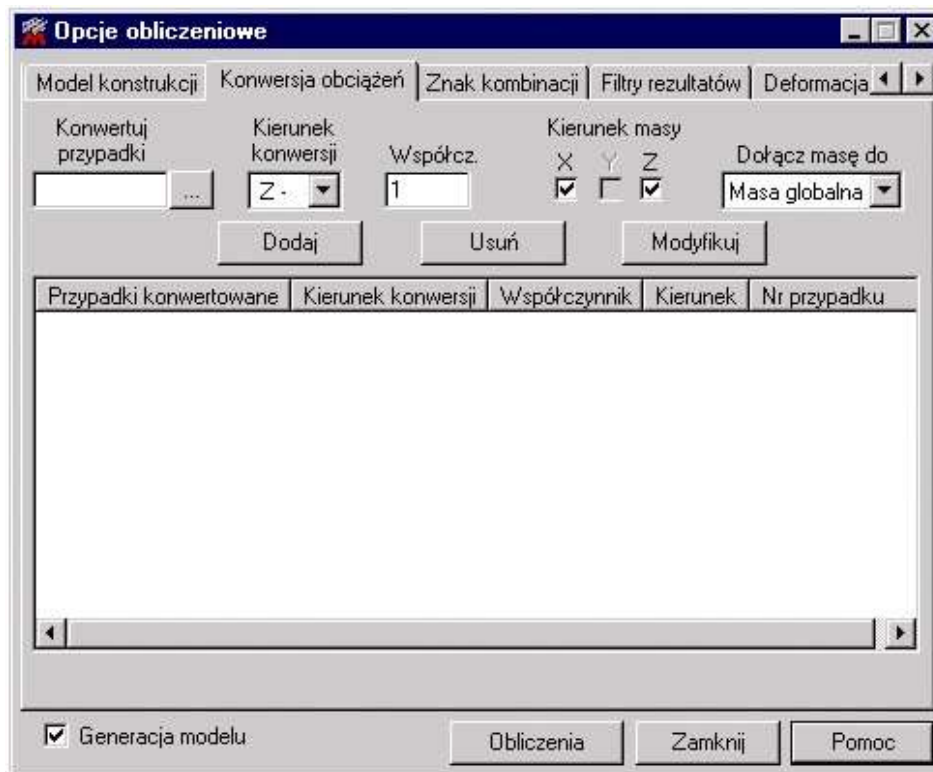 Opcje obliczeniowe
Model konstrukcji Konwersja obciążeń Znak kombinacji Filtry rezultatów Deformacja
Konwertuj przypadki
Kierunek konwersji
Współcz.
Kierunek masy
X Y Z
Dołącz masę do
...
Z -
1
Masa globalna
Dodaj Usuń Modyfikuj
Przypadki konwertowane Kierunek konwersji Współczynnik Kierunek Nr przypadku
Generacja modelu
Obliczenia Zamknij Pomoc